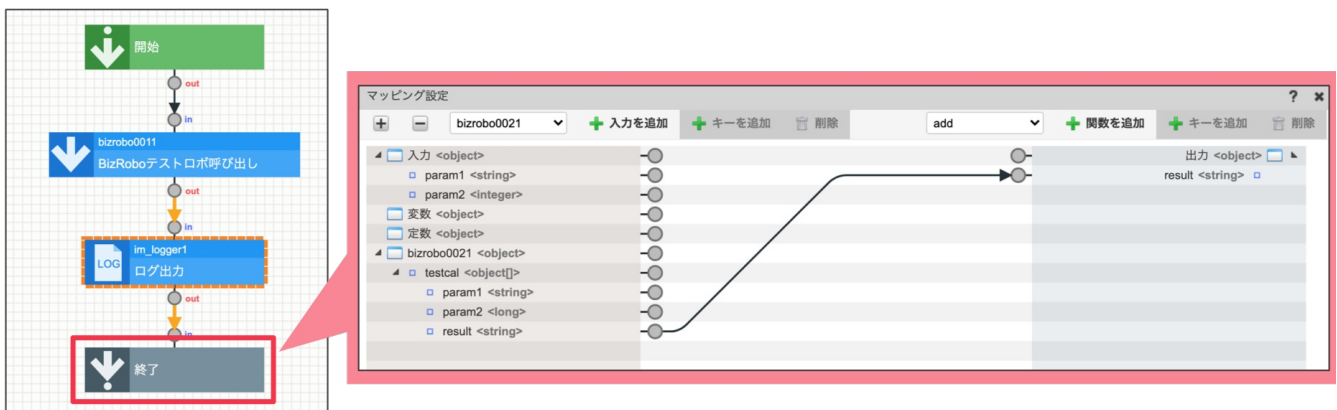 開始
out
in
bizrobo0011
BizRoboテストロボ呼び出し
out
in
im_logger1
LOG
ログ出力
out
in
終了
マッピング設定
? ×
bizrobo0021 入力を追加 キーを追加 削除 add 関数を追加 キーを追加 削除
入力 <object> 出力 <object>
param1 <string> result <string>
param2 <integer>
変数 <object>
定数 <object>
bizrobo0021 <object>
testcal <object[]>
param1 <string>
param2 <long>
result <string>